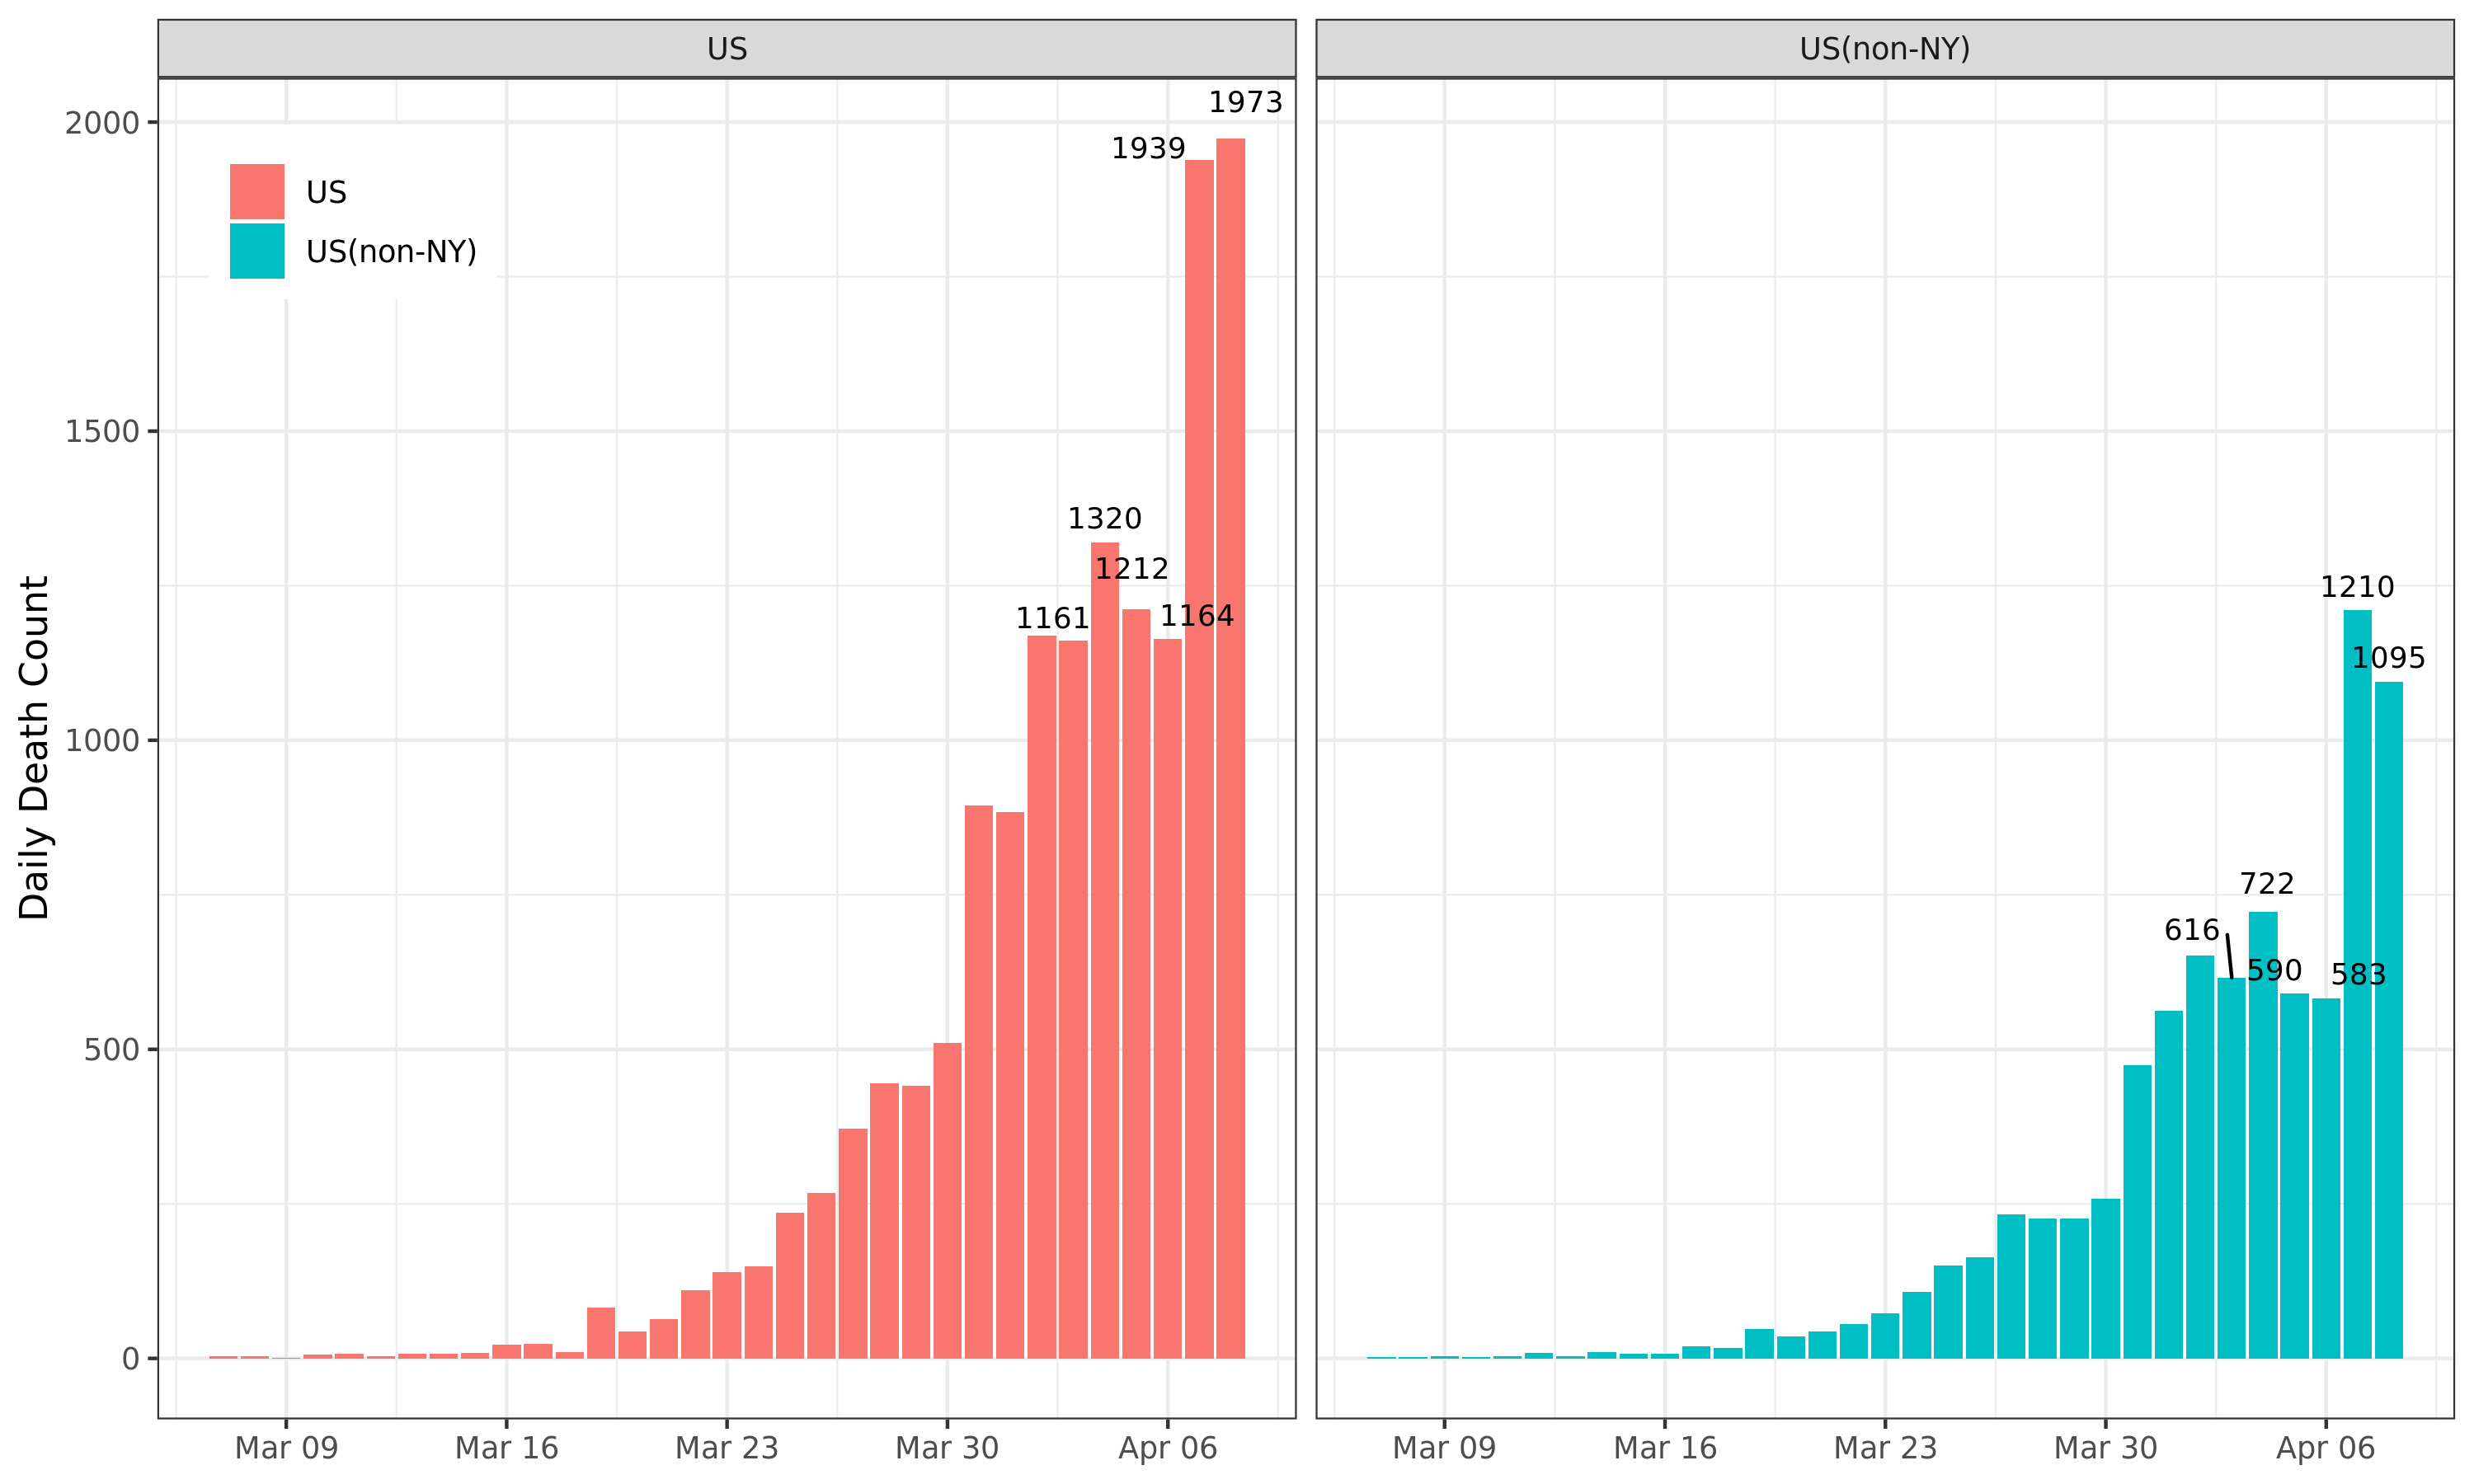 US
US(non-NY)
Daily Death Count
2000
1500
1000
500
0
US
US(non-NY)
1973
1939
1320
1212
1161
1164
1210
1095
722
616
590
583
Mar 09
Mar 16
Mar 23
Mar 30
Apr 06
Mar 09
Mar 16
Mar 23
Mar 30
Apr 06